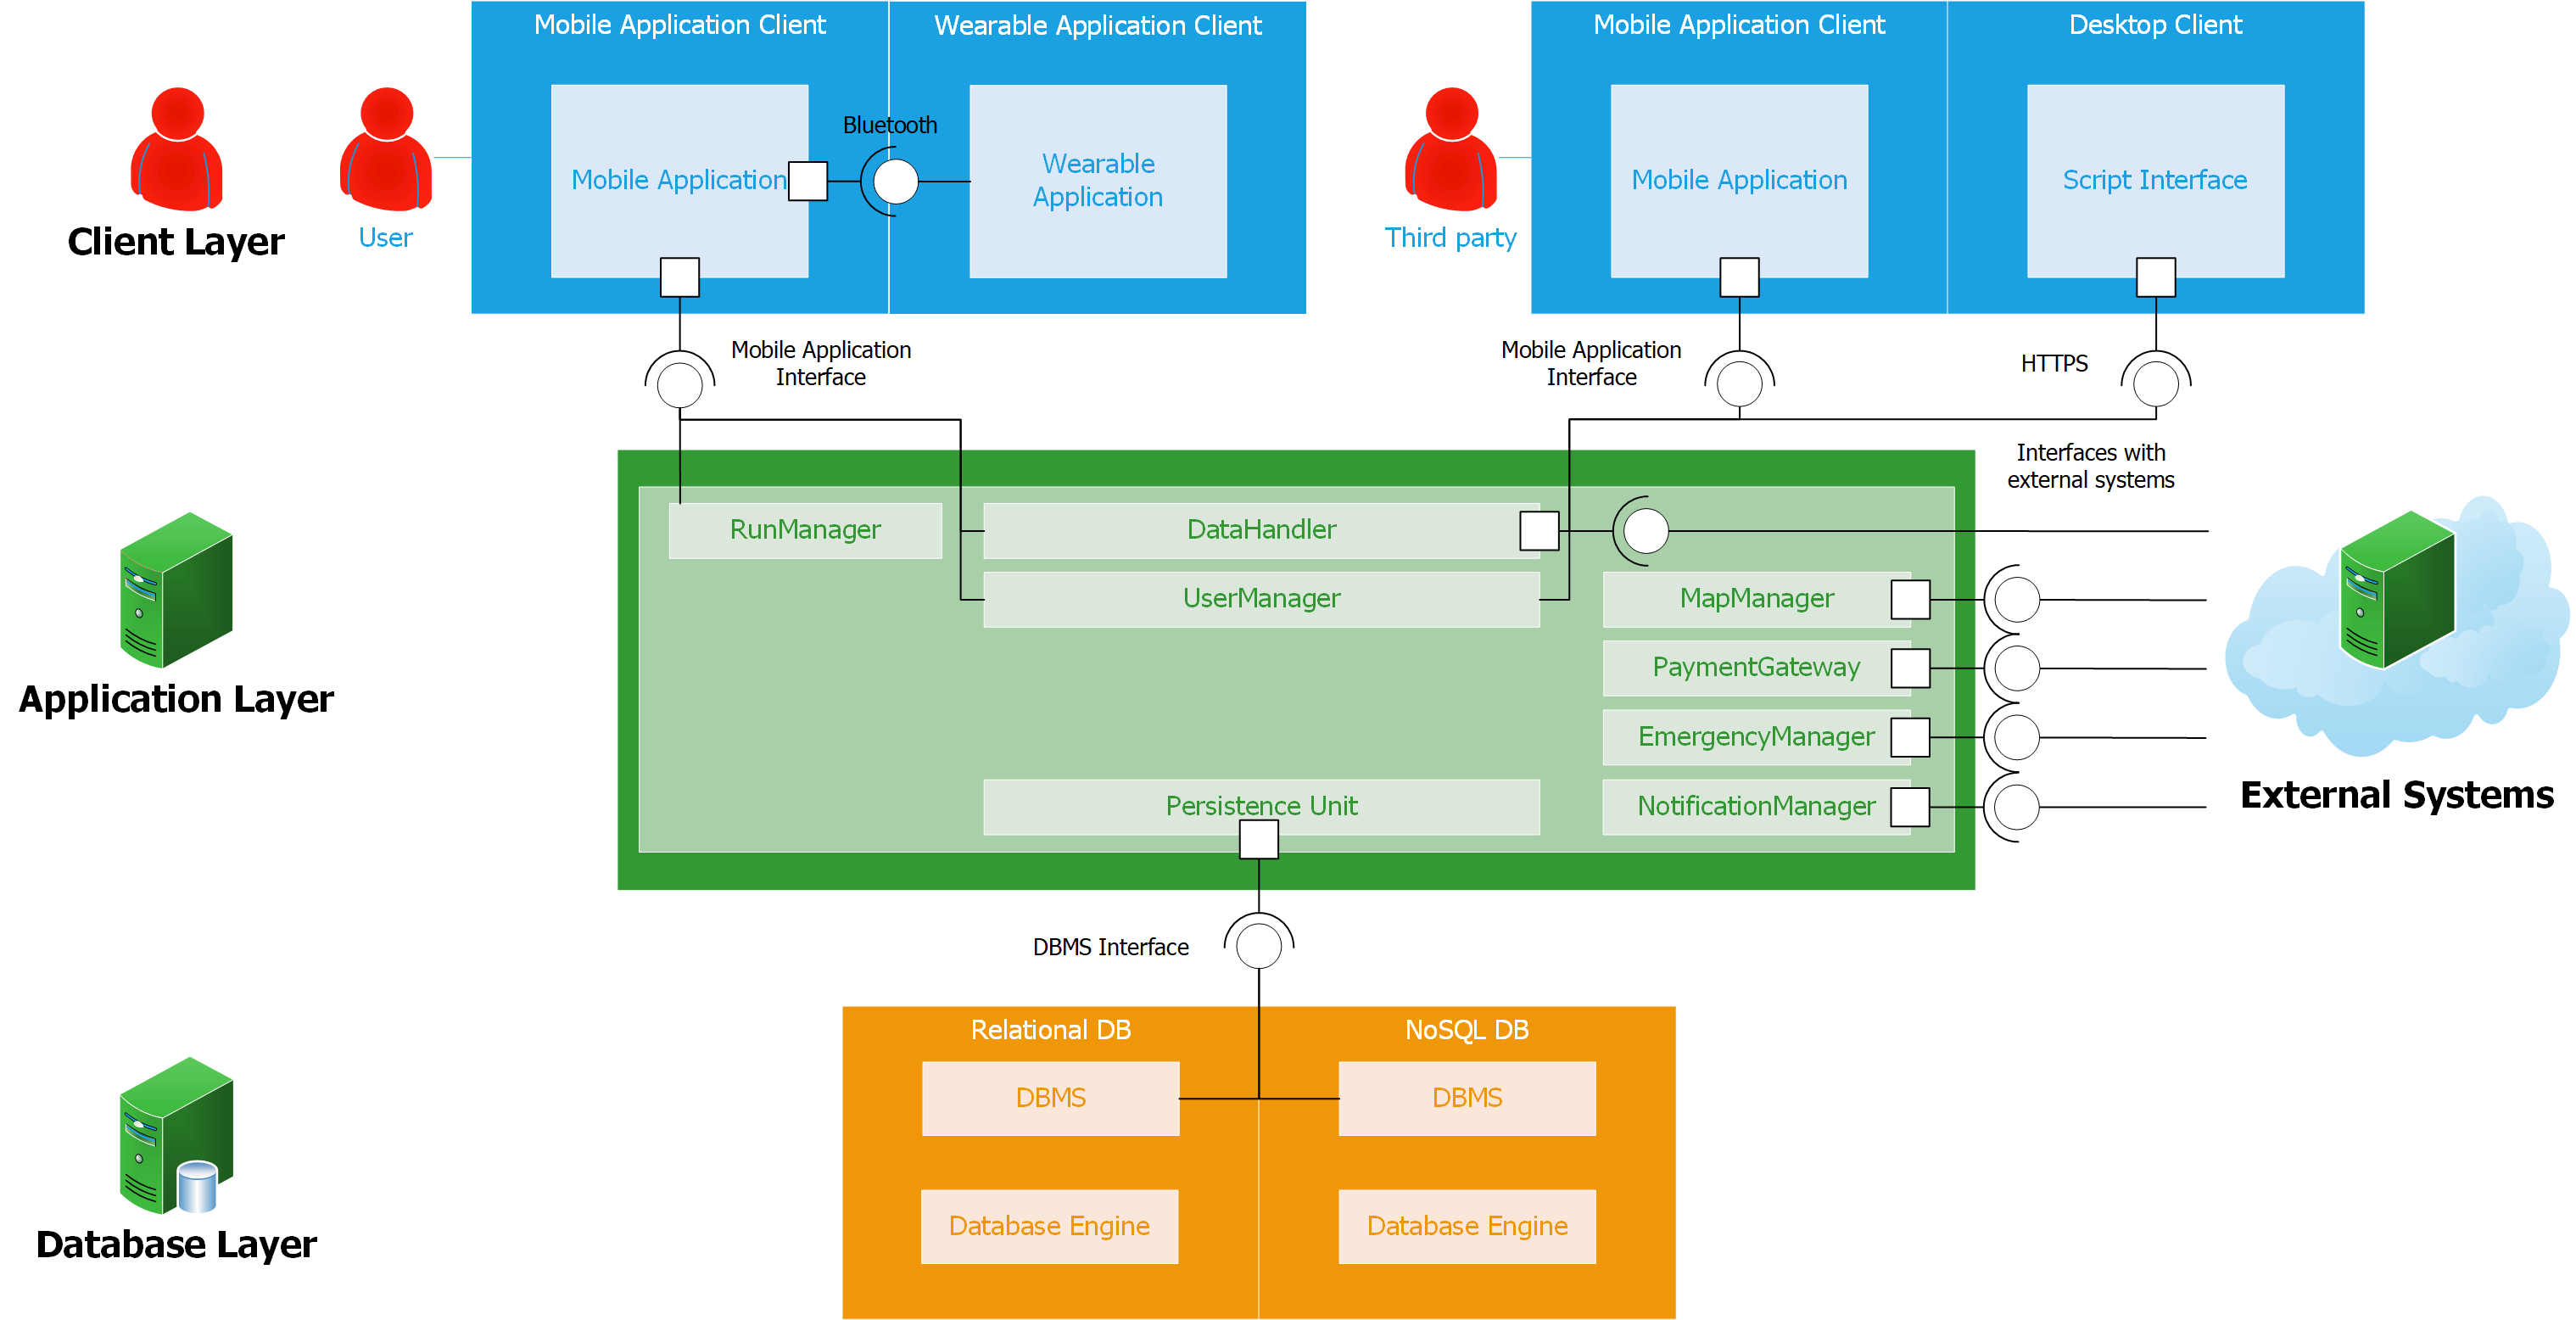 Mobile Application Client
Wearable Application Client
Mobile Application Client
Desktop Client
Bluetooth
Mobile Application
Wearable
Application
Mobile Application
Script Interface
Client Layer
User
Third party
Mobile Application
Interface
Mobile Application
Interface
HTTPS
Interfaces with
external systems
RunManager
DataHandler
UserManager
MapManager
PaymentGateway
Application Layer
EmergencyManager
Persistence Unit
NotificationManager
External Systems
DBMS Interface
Relational DB
NoSQL DB
DBMS
DBMS
Database Engine
Database Engine
Database Layer